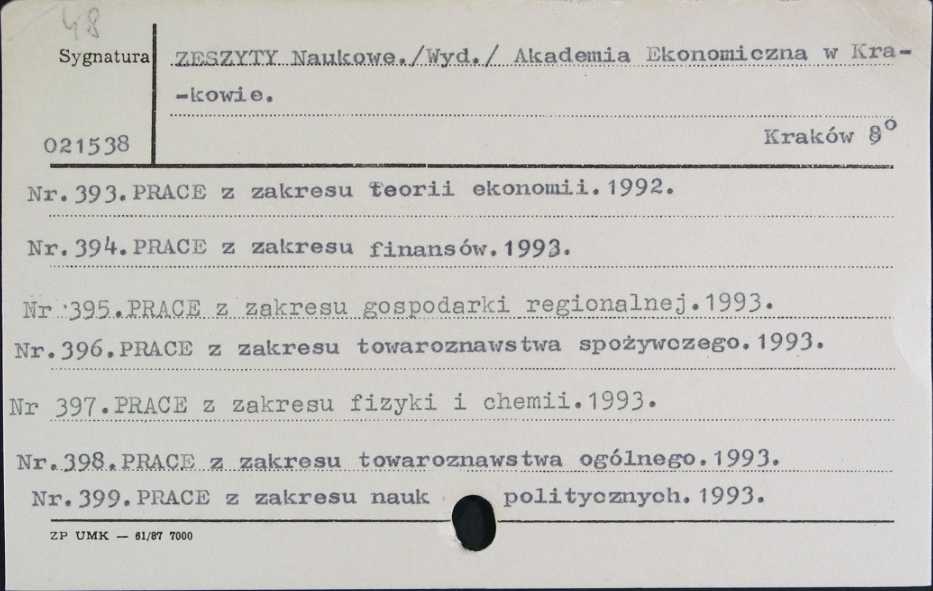 48
Sygnatura ZESZYTY Naukowe./Wyd./ Akademia Ekonomiczna w Kra-
-kowie.
021538 Kraków 8°
Nr.393.PRACE z zakresu teorii ekonomii.1992.
Nr.394.PRACE z zakresu finansów.1993.
Nr 395.PRACE z zakresu gospodarki regionalnej.1993.
Nr.396.PRACE z zakresu towaroznawstwa spożywczego.1993.
Nr 397.PRACE z zakresu fizyki i chemii.1993.
Nr.398.PRACE z zakresu towaroznawstwa ogólnego.1993.
Nr.399.PRACE z zakresu nauk politycznych.1993.
ZP UMK — 61/87 7000